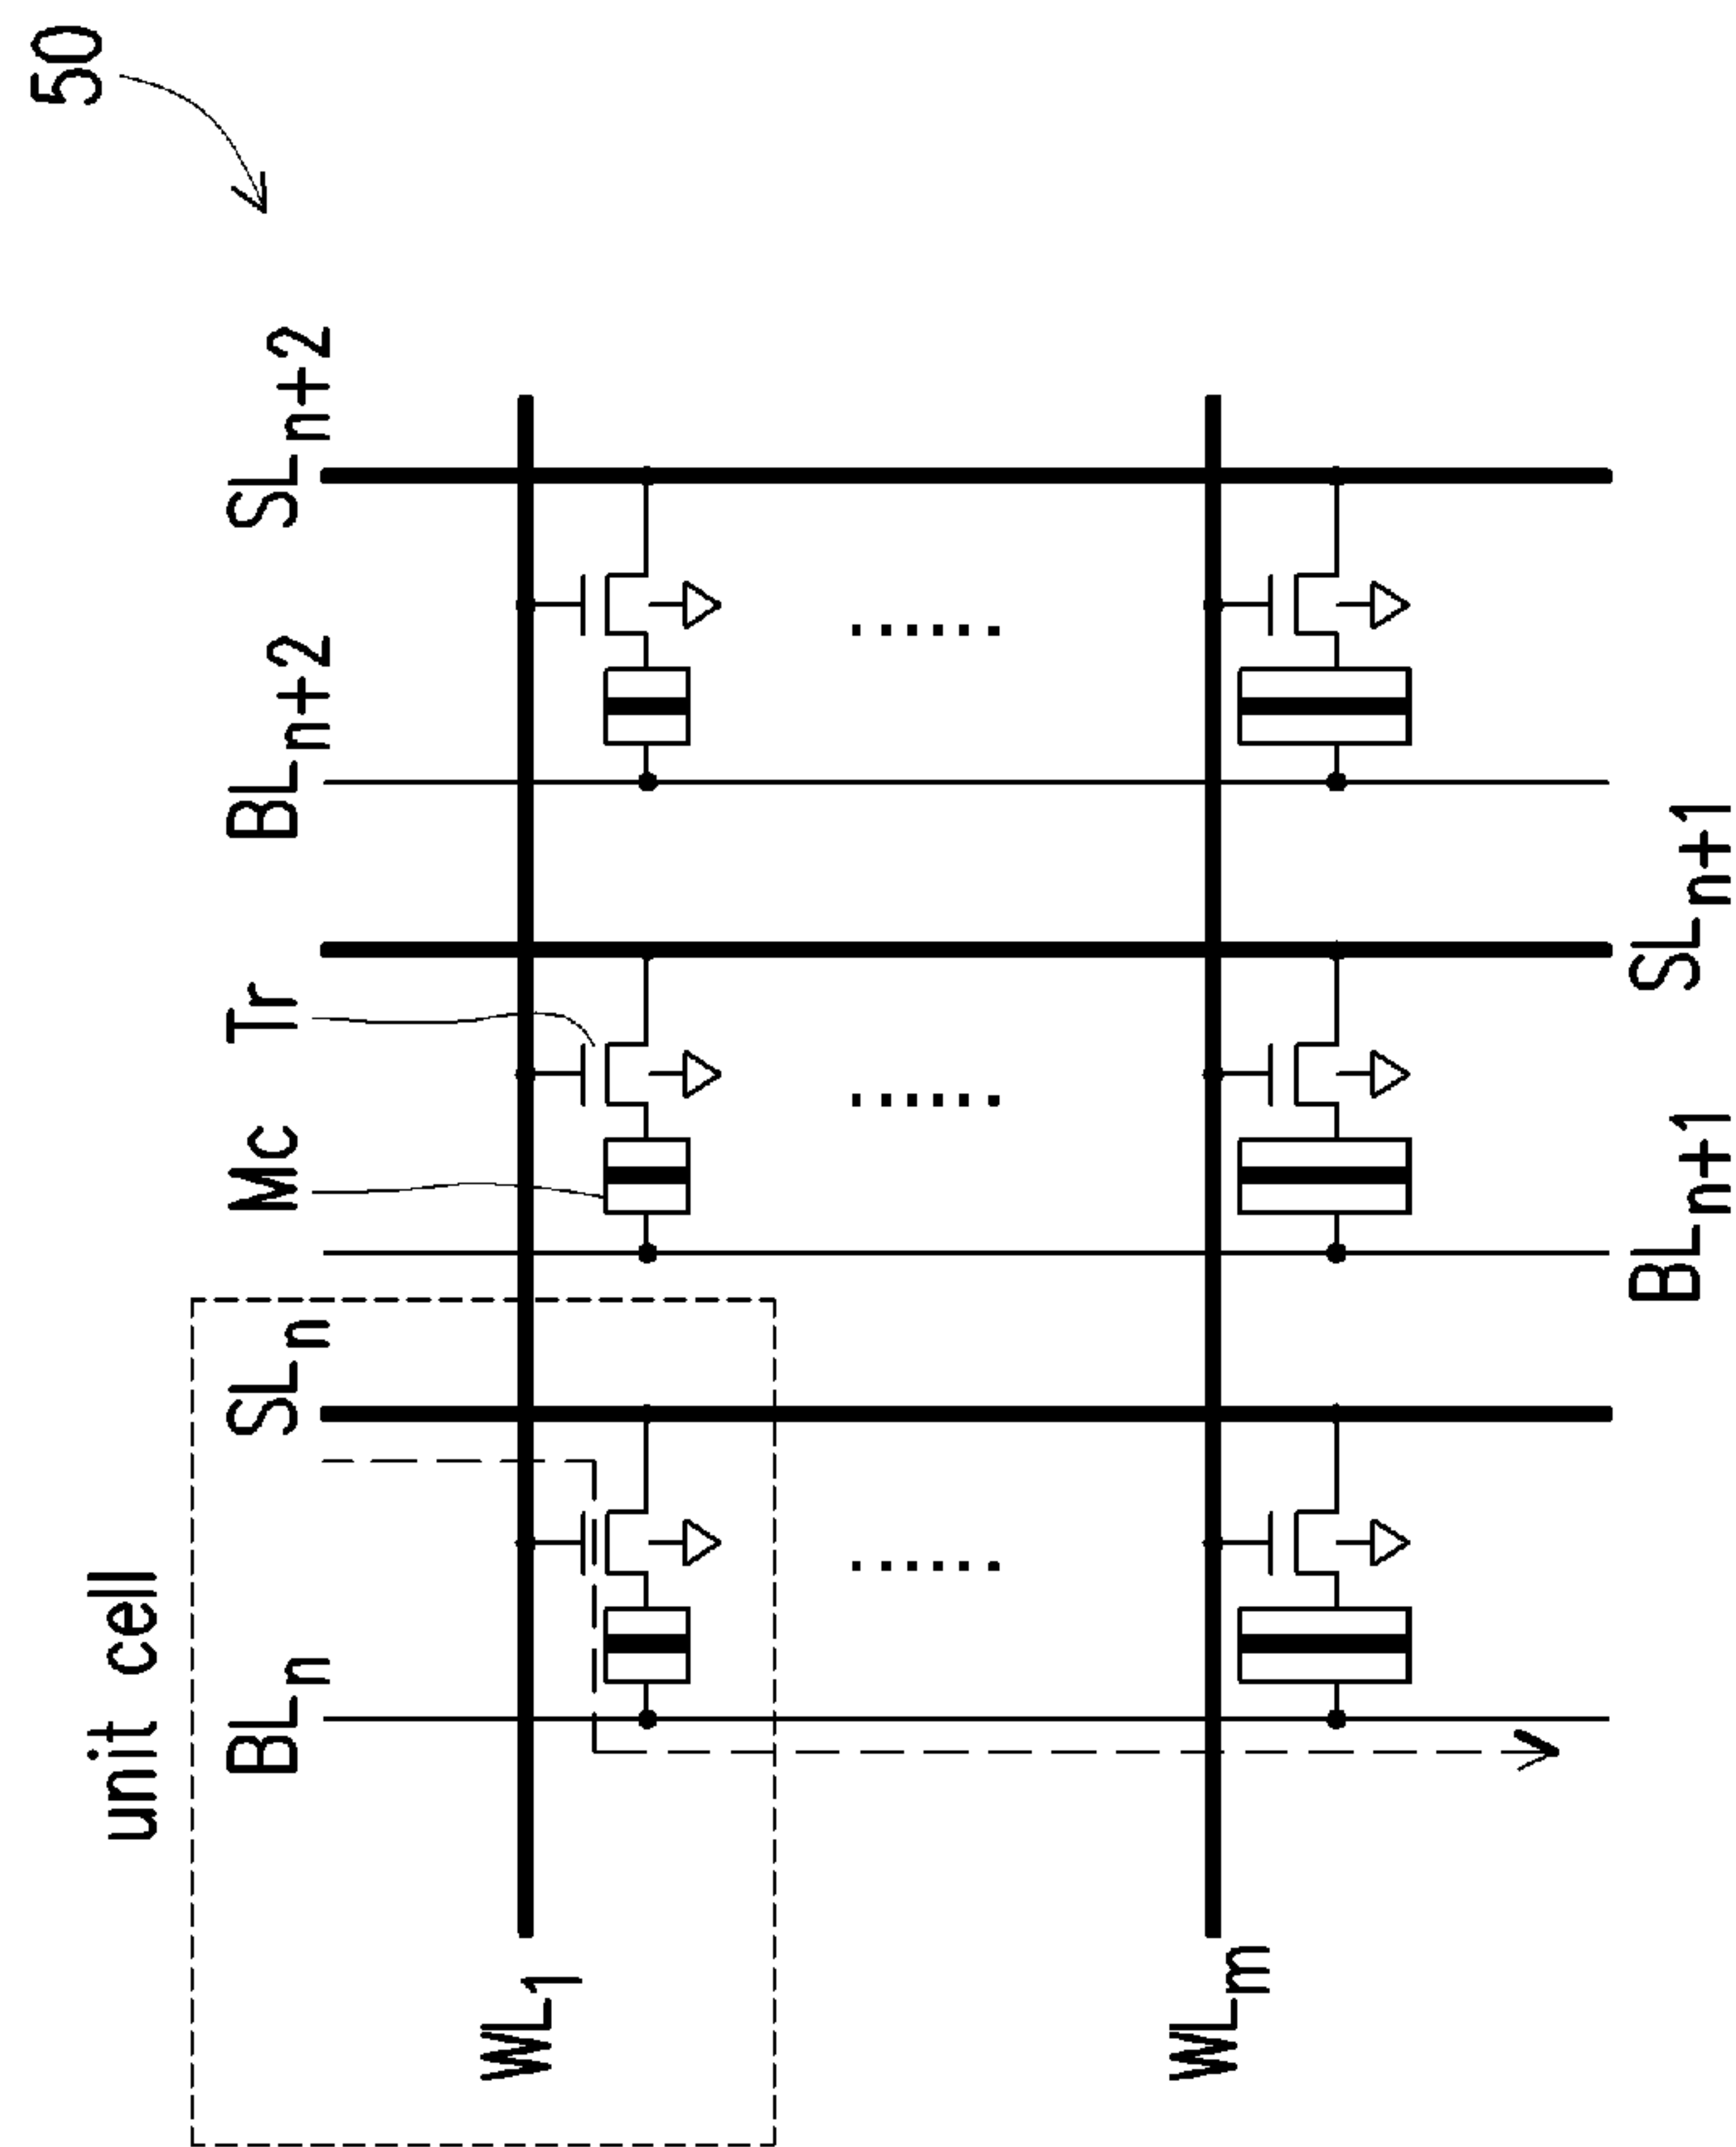 50
unit cell
BLn SLn Mc Tr BLn+2 SLn+2
WL1
WLm
BLn+1 SLn+1